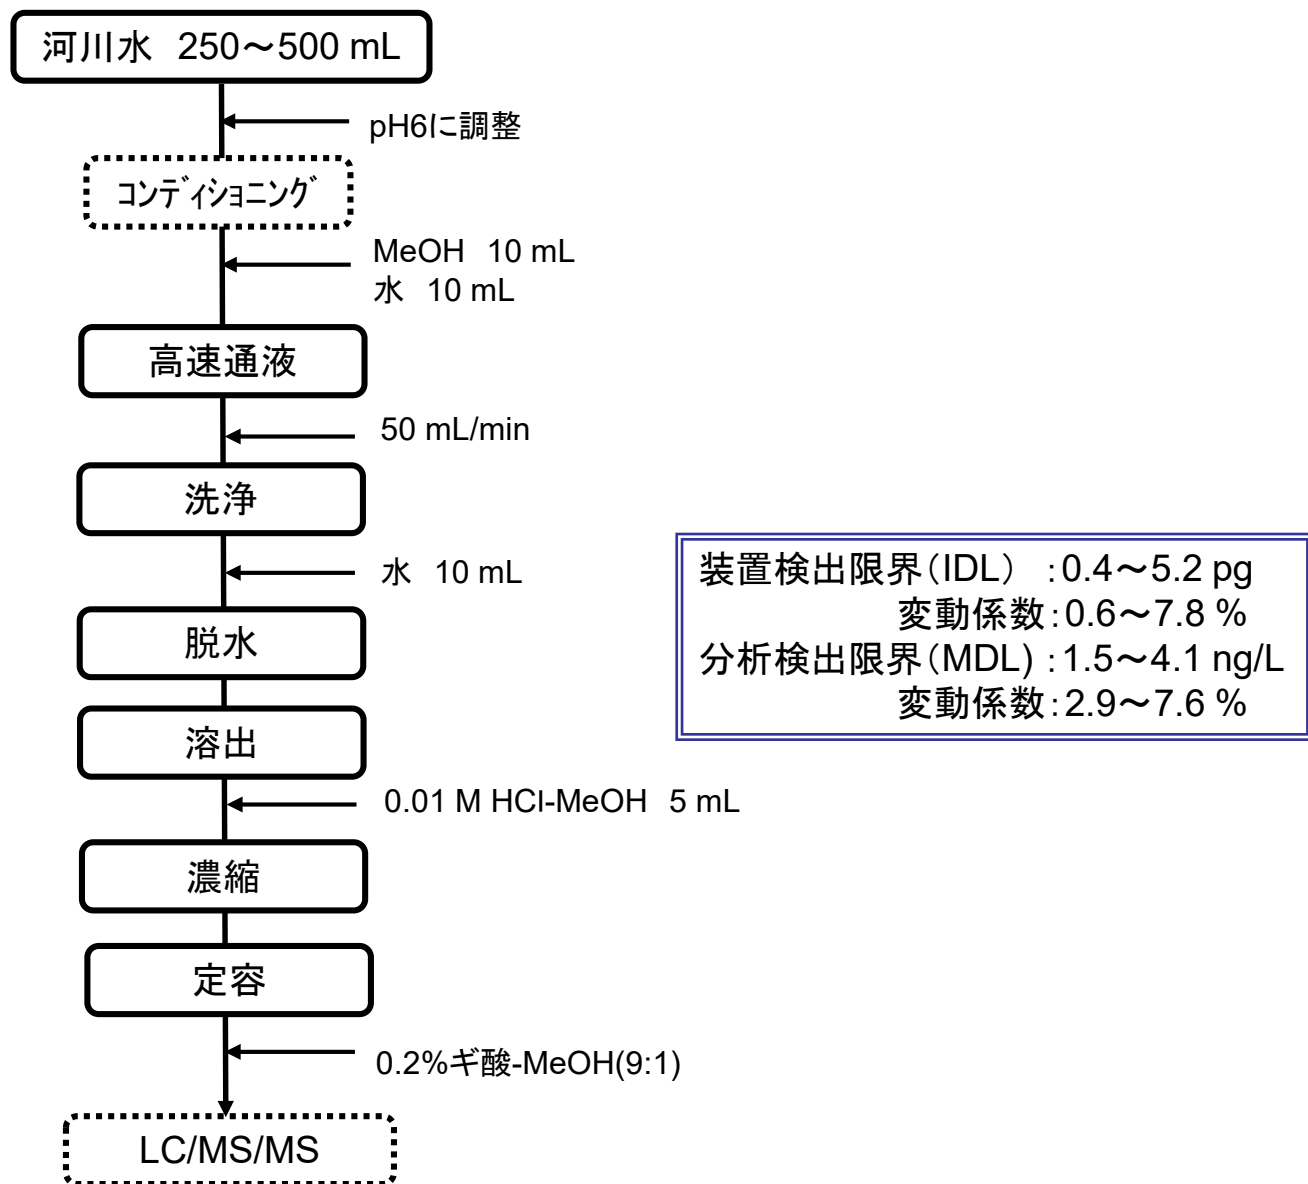 河川水 250～500 mL
pH6に調整
ｺﾝﾃﾞｨｼｮﾆﾝｸﾞ
MeOH 10 mL
水 10 mL
高速通液
50 mL/min
洗浄
水 10 mL
脱水
溶出
0.01 M HCl-MeOH 5 mL
濃縮
定容
0.2%ギ酸-MeOH(9:1)
LC/MS/MS
装置検出限界（IDL） ：0.4～5.2 pg
変動係数：0.6～7.8 %
分析検出限界（MDL)：1.5～4.1 ng/L
変動係数：2.9～7.6 %